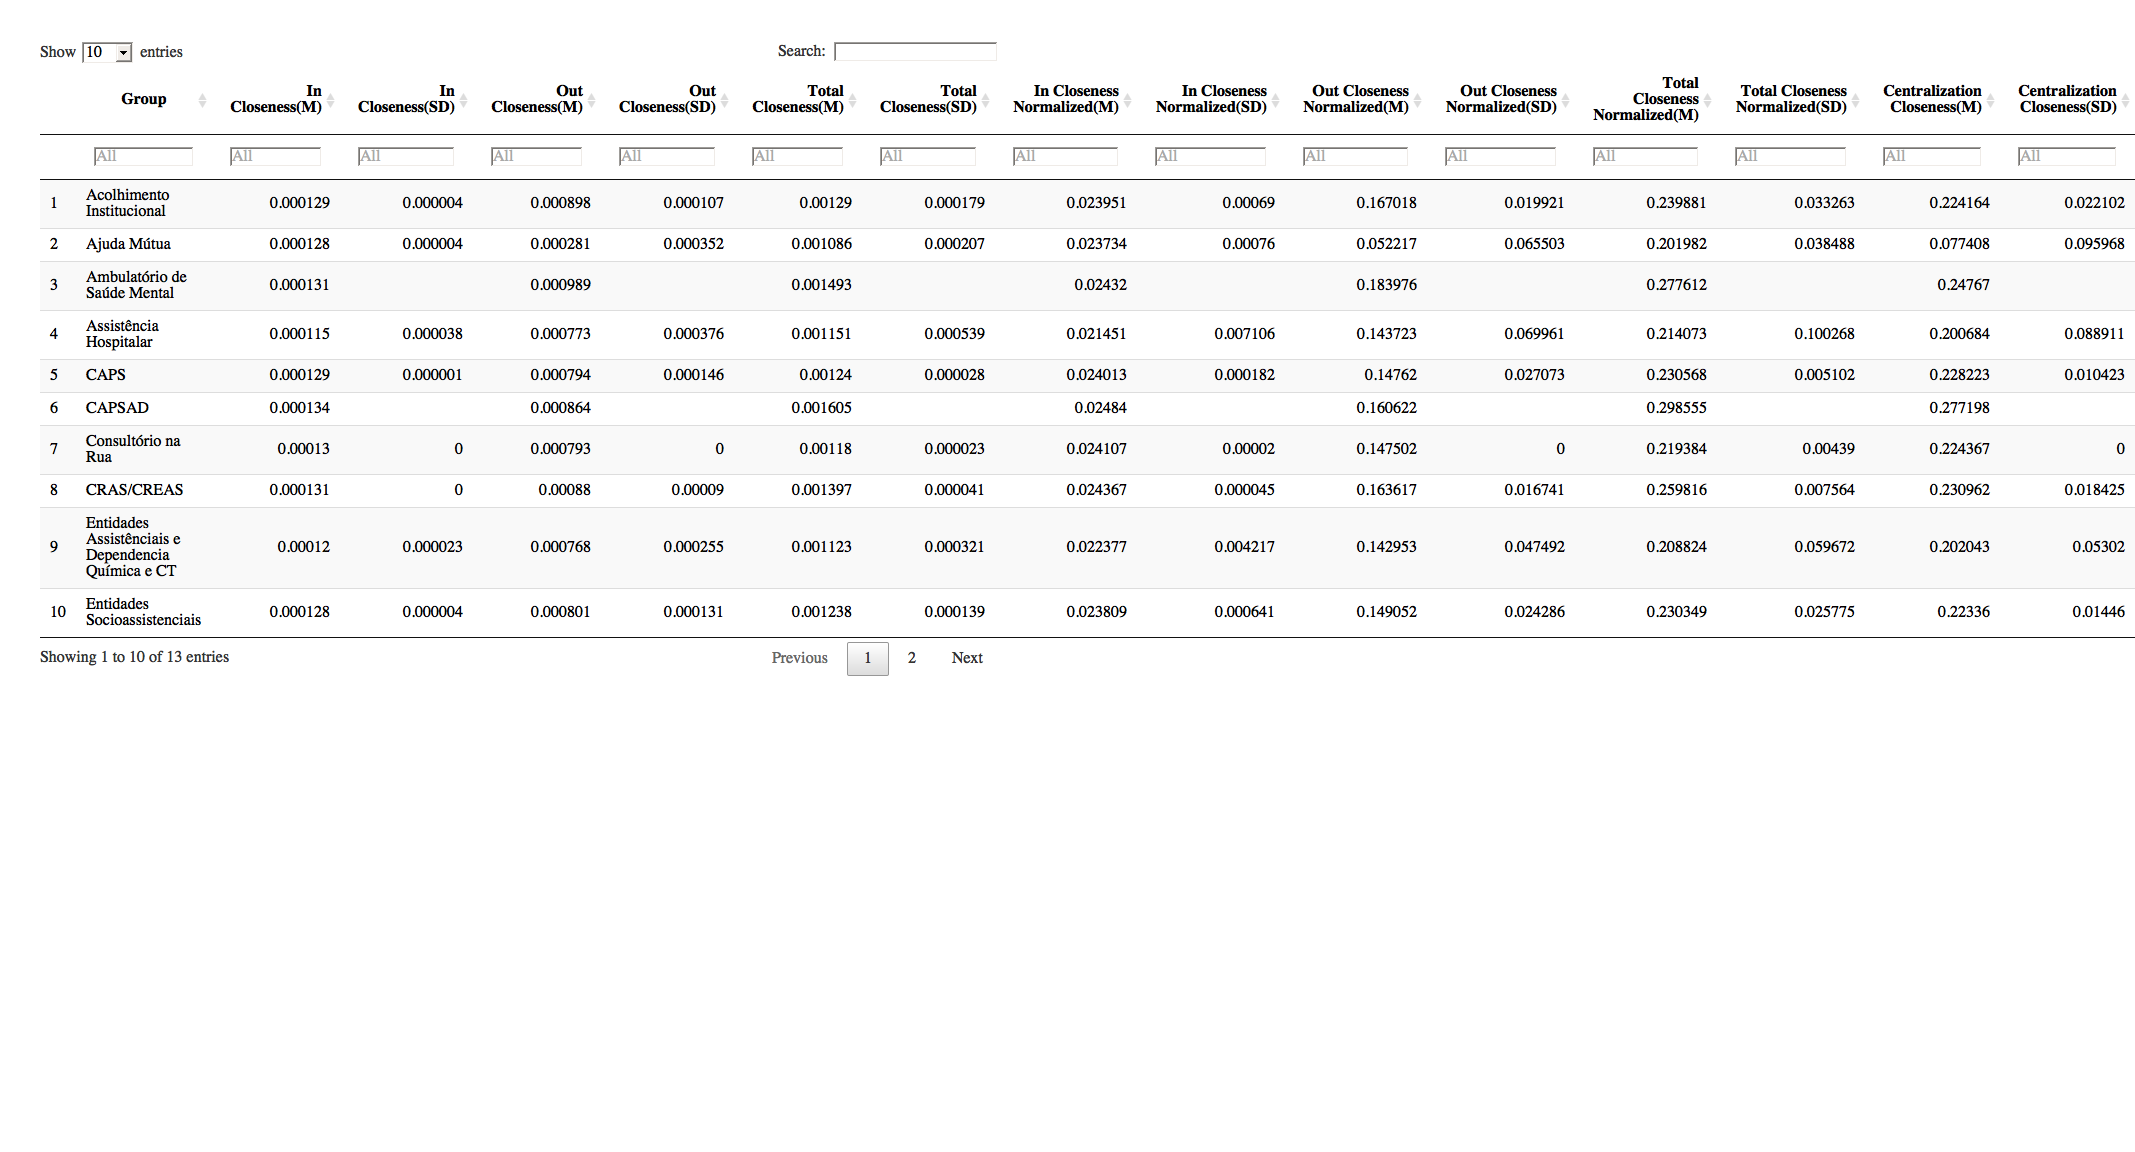 Show 10 entries Search:
Group In Closeness(M) In Closeness(SD) Out Closeness(M) Out Closeness(SD) Total Closeness(M) Total Closeness(SD) In Closeness Normalized(M) In Closeness Normalized(SD) Out Closeness Normalized(M) Out Closeness Normalized(SD) Total Closeness Normalized(M) Total Closeness Normalized(SD) Centralization Closeness(M) Centralization Closeness(SD)
All All All All All All All All All All All All All All All
1 Acolhimento Institucional 0.000129 0.000004 0.000898 0.000107 0.00129 0.000179 0.023951 0.00069 0.167018 0.019921 0.239881 0.033263 0.224164 0.022102
2 Ajuda Mútua 0.000128 0.000004 0.000281 0.000352 0.001086 0.000207 0.023734 0.00076 0.052217 0.065503 0.201982 0.038488 0.077408 0.095968
3 Ambulatório de Saúde Mental 0.000131 0.000989 0.001493 0.02432 0.183976 0.277612 0.24767
4 Assistência Hospitalar 0.000115 0.000038 0.000773 0.000376 0.001151 0.000539 0.021451 0.007106 0.143723 0.069961 0.214073 0.100268 0.200684 0.088911
5 CAPS 0.000129 0.000001 0.000794 0.000146 0.00124 0.000028 0.024013 0.000182 0.14762 0.027073 0.230568 0.005102 0.228223 0.010423
6 CAPSAD 0.000134 0.000864 0.001605 0.02484 0.160622 0.298555 0.277198
7 Consultório na Rua 0.00013 0 0.000793 0 0.00118 0.000023 0.024107 0.00002 0.147502 0 0.219384 0.00439 0.224367 0
8 CRAS/CREAS 0.000131 0 0.00088 0.00009 0.001397 0.000041 0.024367 0.000045 0.163617 0.016741 0.259816 0.007564 0.230962 0.018425
9 Entidades Assistênciais e Dependencia Química e CT 0.00012 0.000023 0.000768 0.000255 0.001123 0.000321 0.022377 0.004217 0.142953 0.047492 0.208824 0.059672 0.202043 0.05302
10 Entidades Socioassistenciais 0.000128 0.000004 0.000801 0.000131 0.001238 0.000139 0.023809 0.000641 0.149052 0.024286 0.230349 0.025775 0.22336 0.01446
Showing 1 to 10 of 13 entries Previous 1 2 Next